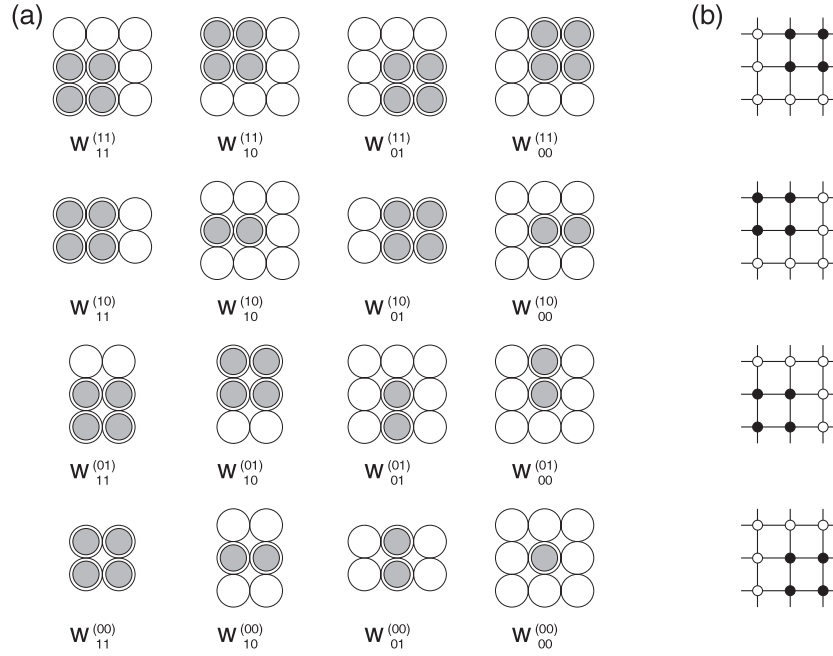 (a) (b)
W (11) 11 W (11) 10 W (11) 01 W (11) 00
W (10) 11 W (10) 10 W (10) 01 W (10) 00
W (01) 11 W (01) 10 W (01) 01 W (01) 00
W (00) 11 W (00) 10 W (00) 01 W (00) 00